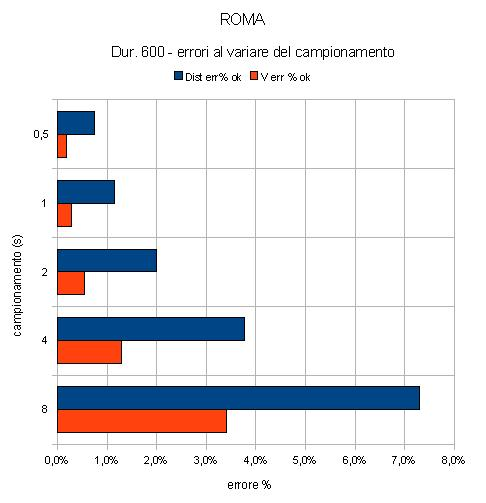 ROMA
Dur. 600 - errori al variare del campionamento
Dist err% ok V err % ok
campionamento (s)
0,5
1
2
4
8
0,0% 1,0% 2,0% 3,0% 4,0% 5,0% 6,0% 7,0% 8,0%
errore %